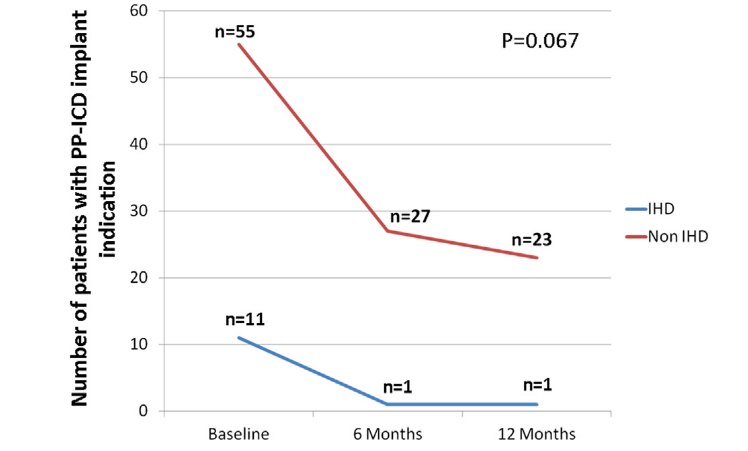 Number of patients with PP-ICD implant
indication
60
50
40
30
20
10
0
n=55
P=0.067
n=27
n=23
n=11
n=1
n=1
IHD
Non IHD
Baseline
6 Months
12 Months